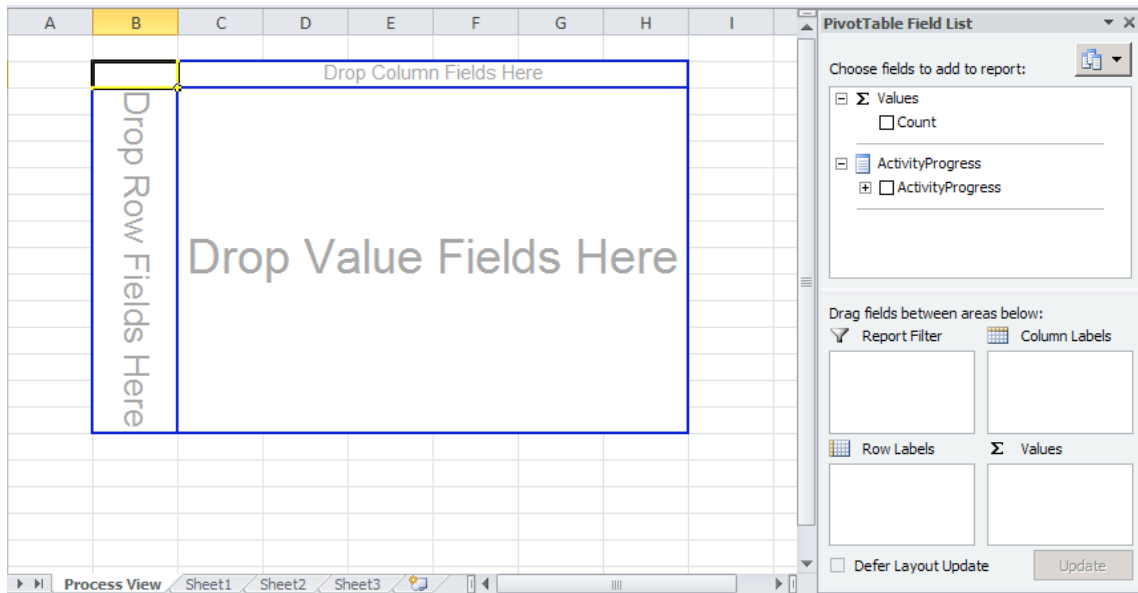 A B C D E F G H I
PivotTable Field List
Choose fields to add to report:
Σ Values
Count
ActivityProgress
ActivityProgress
Drop Column Fields Here
Drop Row Fields Here
Drop Value Fields Here
Drag fields between areas below:
Report Filter Column Labels
Row Labels Σ Values
Defer Layout Update Update
Process View Sheet1 Sheet2 Sheet3